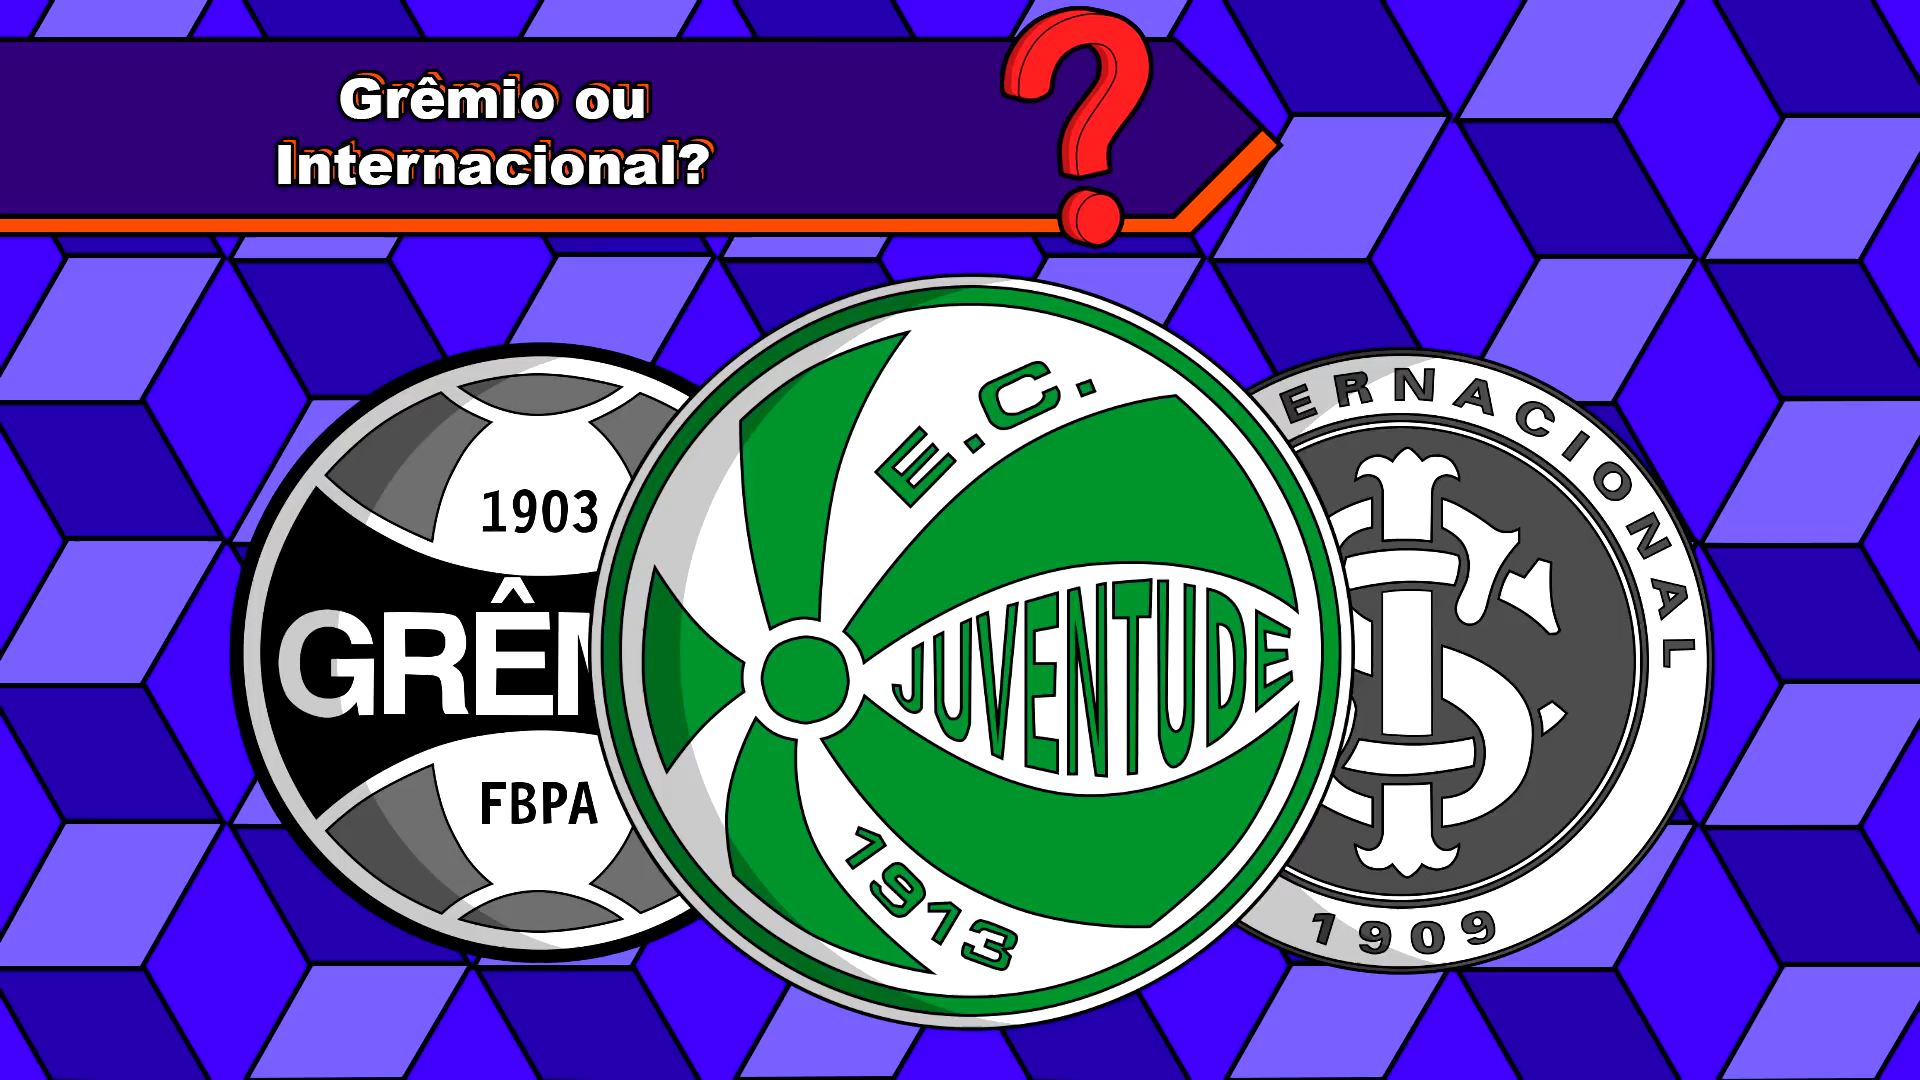 Grêmio ou
Internacional?
1903
GRÊM
FBPA
E.C.
JUVENTUDE
1913
ERNACIONAL
1909